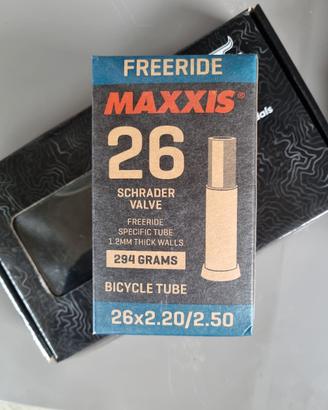 FREERIDE
MAXXIS®
26
SCHRADER
VALVE
FREERIDE
SPECIFIC TUBE
1.2MM THICK WALLS
294 GRAMS
BICYCLE TUBE
26x2.20/2.50